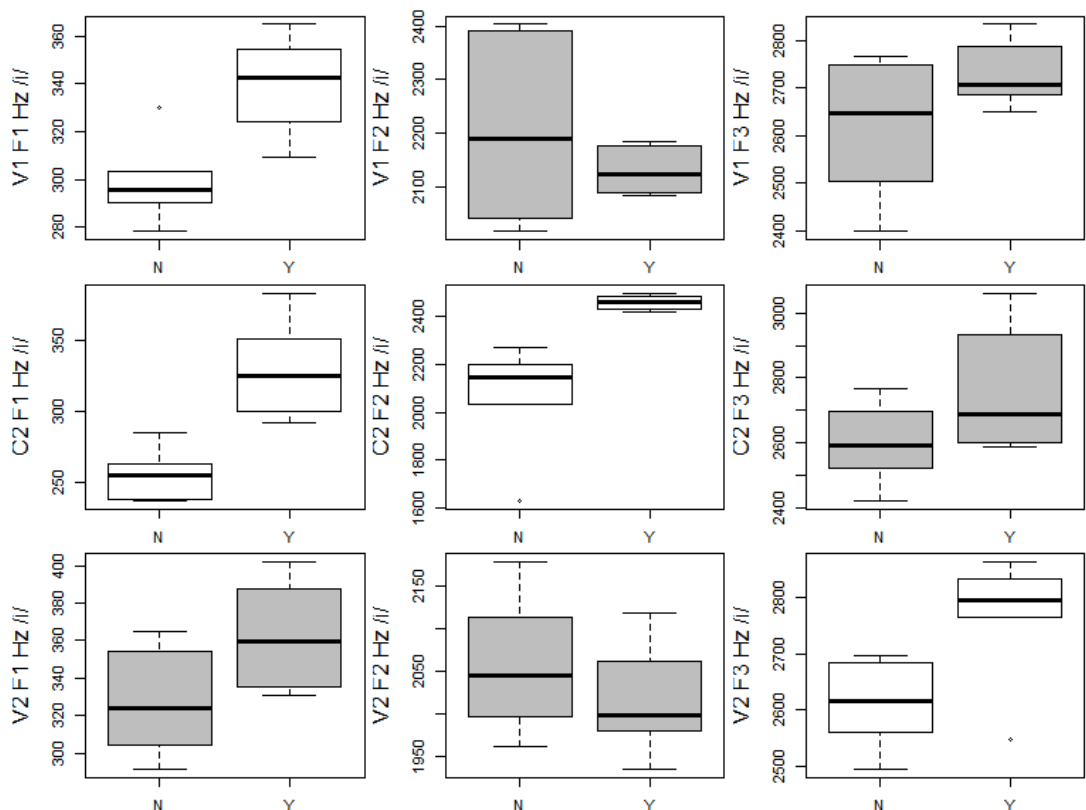 V1 F1 Hz /i/
280 300 320 340 360
N Y
V1 F2 Hz /i/
2100 2200 2300 2400
N Y
V1 F3 Hz /i/
2400 2500 2600 2700 2800
N Y
C2 F1 Hz /i/
250 300 350
N Y
C2 F2 Hz /i/
1600 1800 2000 2200 2400
N Y
C2 F3 Hz /i/
2400 2600 2800 3000
N Y
V2 F1 Hz /i/
300 320 340 360 380 400
N Y
V2 F2 Hz /i/
1950 2050 2150
N Y
V2 F3 Hz /i/
2500 2600 2700 2800
N Y